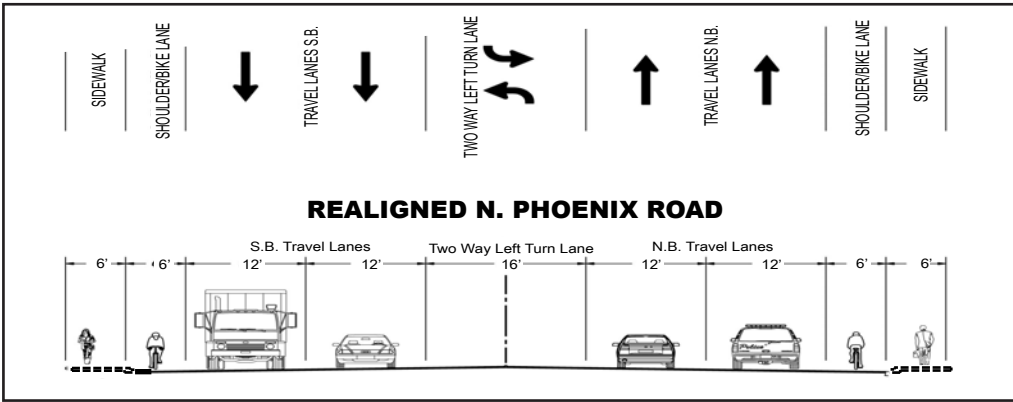 SIDEWALK
SHOULDER/BIKE LANE
TRAVEL LANES S.B.
TWO WAY LEFT TURN LANE
TRAVEL LANES N.B.
SHOULDER/BIKE LANE
SIDEWALK
REALIGNED N. PHOENIX ROAD
S.B. Travel Lanes
Two Way Left Turn Lane
N.B. Travel Lanes
6' 6' 12' 12' 16' 12' 12' 6' 6'
Police